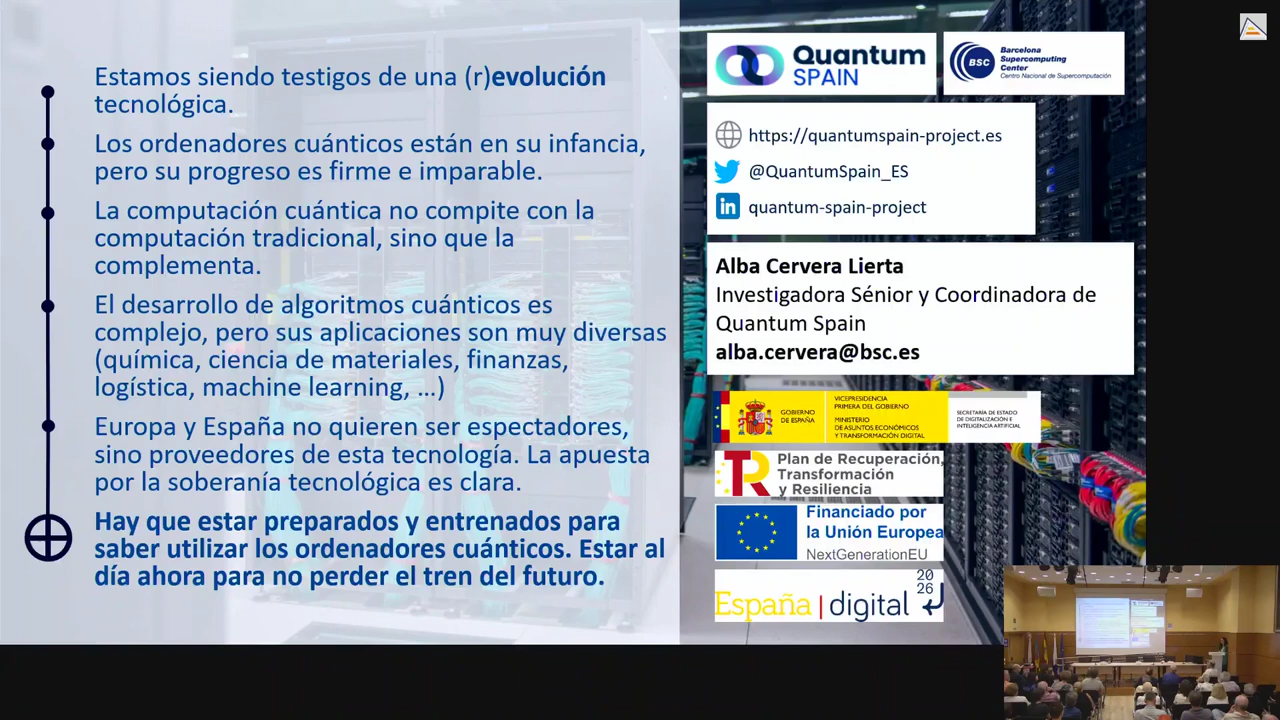 Estamos siendo testigos de una (r)evolución
tecnológica.
Los ordenadores cuánticos están en su infancia,
pero su progreso es firme e imparable.
La computación cuántica no compite con la
computación tradicional, sino que la
complementa.
El desarrollo de algoritmos cuánticos es
complejo, pero sus aplicaciones son muy diversas
(química, ciencia de materiales, finanzas,
logística, machine learning, ...)
Europa y España no quieren ser espectadores,
sino proveedores de esta tecnología. La apuesta
por la soberanía tecnológica es clara.
Hay que estar preparados y entrenados para
saber utilizar los ordenadores cuánticos. Estar al
día ahora para no perder el tren del futuro.
Quantum
SPAIN
BSC
Barcelona
Supercomputing
Center
Centro Nacional de Supercomputación
https://quantumspain-project.es
@QuantumSpain_ES
in quantum-spain-project
Alba Cervera Lierta
Investigadora Sénior y Coordinadora de
Quantum Spain
alba.cervera@bsc.es
GOBIERNO
DE ESPAÑA
VICEPRESIDENCIA
PRIMERA DEL GOBIERNO
MINISTERIO
DE ASUNTOS ECONÓMICOS
Y TRANSFORMACIÓN DIGITAL
SECRETARÍA DE ESTADO
DE DIGITALIZACIÓN E
INTELIGENCIA ARTIFICIAL
TR
Plan de Recuperación,
Transformación
y Resiliencia
Financiado por
la Unión Europea
NextGenerationEU
España | digital
20
26